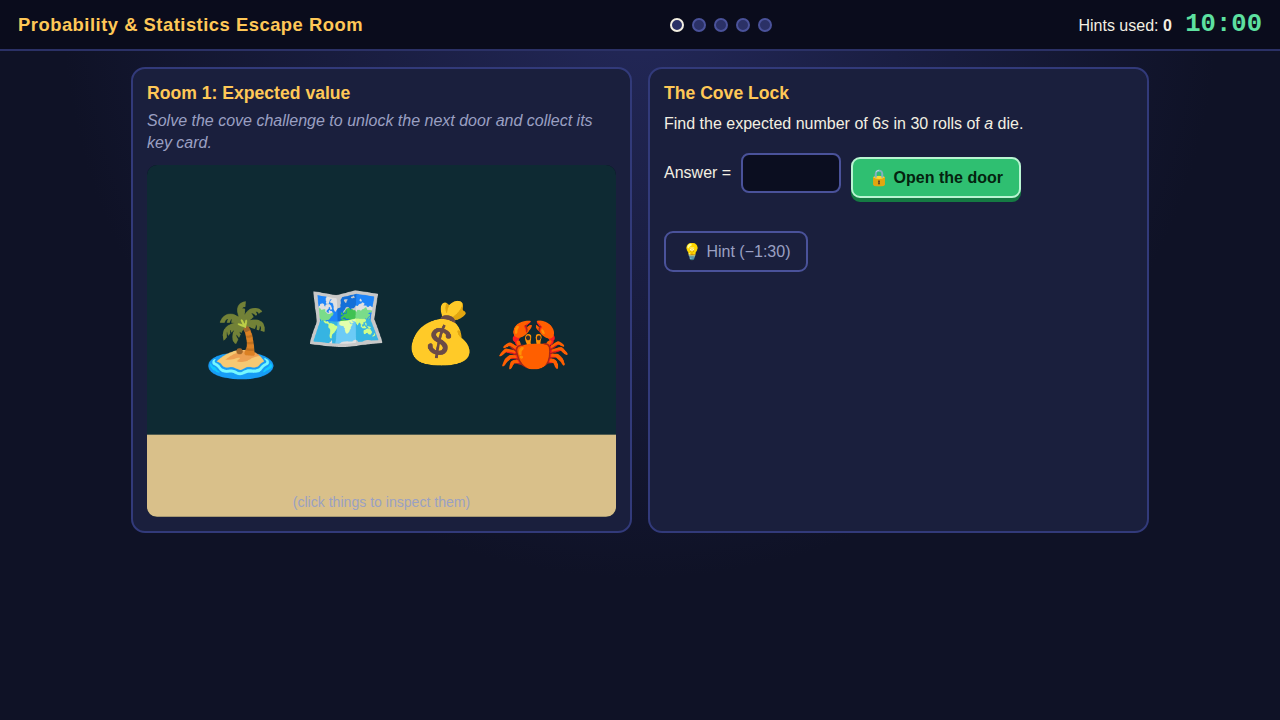 Probability & Statistics Escape Room
Hints used: 0 10:00
Room 1: Expected value
Solve the cove challenge to unlock the next door and collect its
key card.
(click things to inspect them)
The Cove Lock
Find the expected number of 6s in 30 rolls of a die.
Answer =
🔒 Open the door
💡 Hint (−1:30)